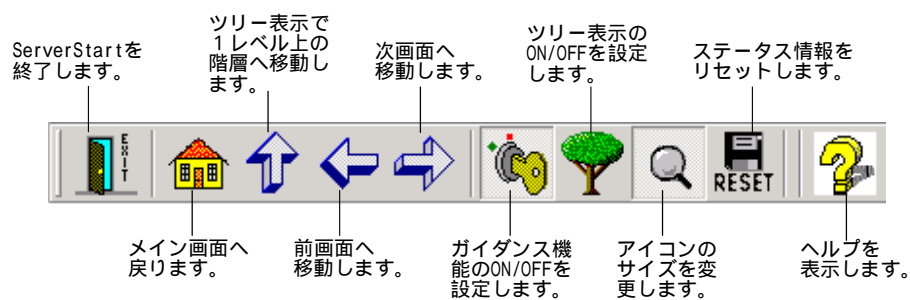 ServerStartを
終了します。
ツリー表示で
１レベル上の
階層へ移動し
ます。
次画面へ
移動します。
ツリー表示の
ON/OFFを設定
します。
ステータス情報を
リセットします。
EXIT
RESET
メイン画面へ
戻ります。
前画面へ
移動します。
ガイダンス機
能のON/OFFを
設定します。
アイコンの
サイズを変
更します。
ヘルプを
表示します。